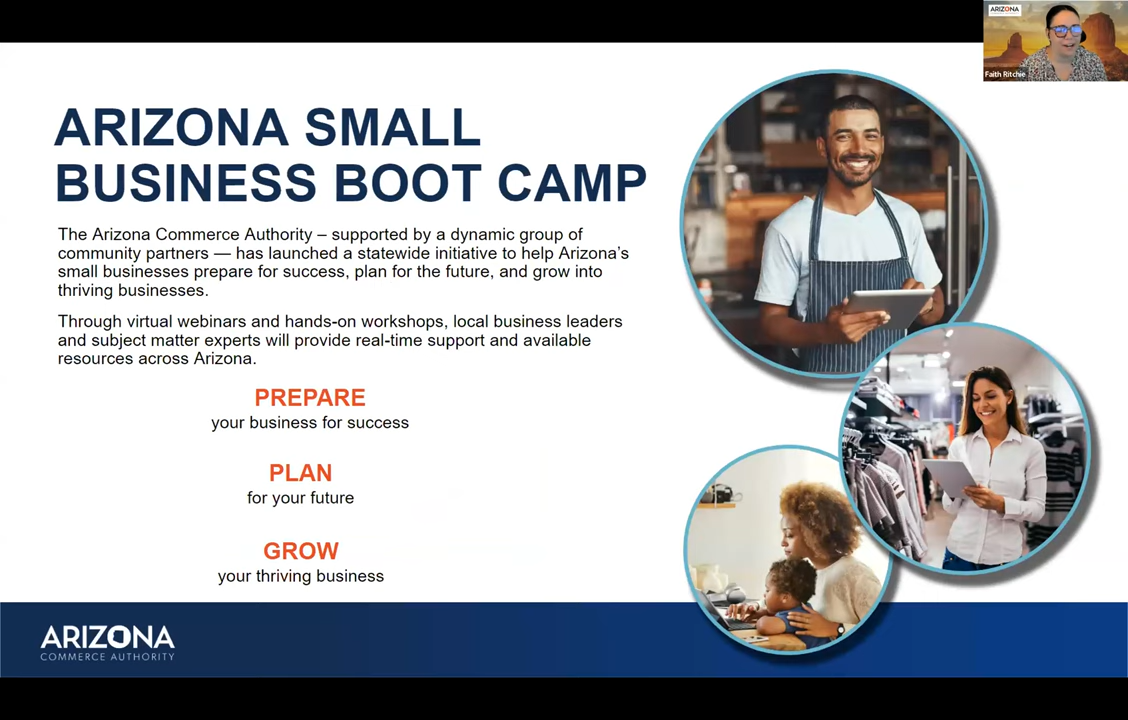 ARIZONA
COMMERCE AUTHORITY
Faith Ritchie
ARIZONA SMALL
BUSINESS BOOT CAMP
The Arizona Commerce Authority – supported by a dynamic group of
community partners — has launched a statewide initiative to help Arizona’s
small businesses prepare for success, plan for the future, and grow into
thriving businesses.
Through virtual webinars and hands-on workshops, local business leaders
and subject matter experts will provide real-time support and available
resources across Arizona.
PREPARE
your business for success
PLAN
for your future
GROW
your thriving business
ARIZONA
COMMERCE AUTHORITY